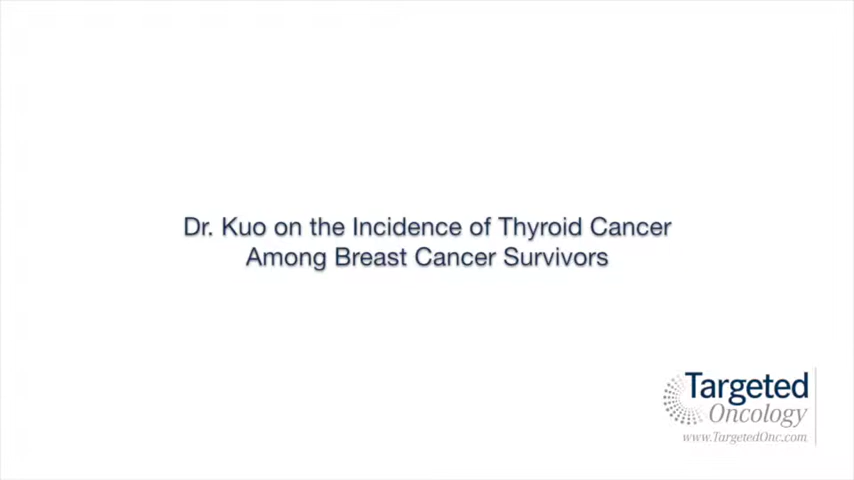 Dr. Kuo on the Incidence of Thyroid Cancer
Among Breast Cancer Survivors
Targeted
Oncology
www.TargetedOnc.com